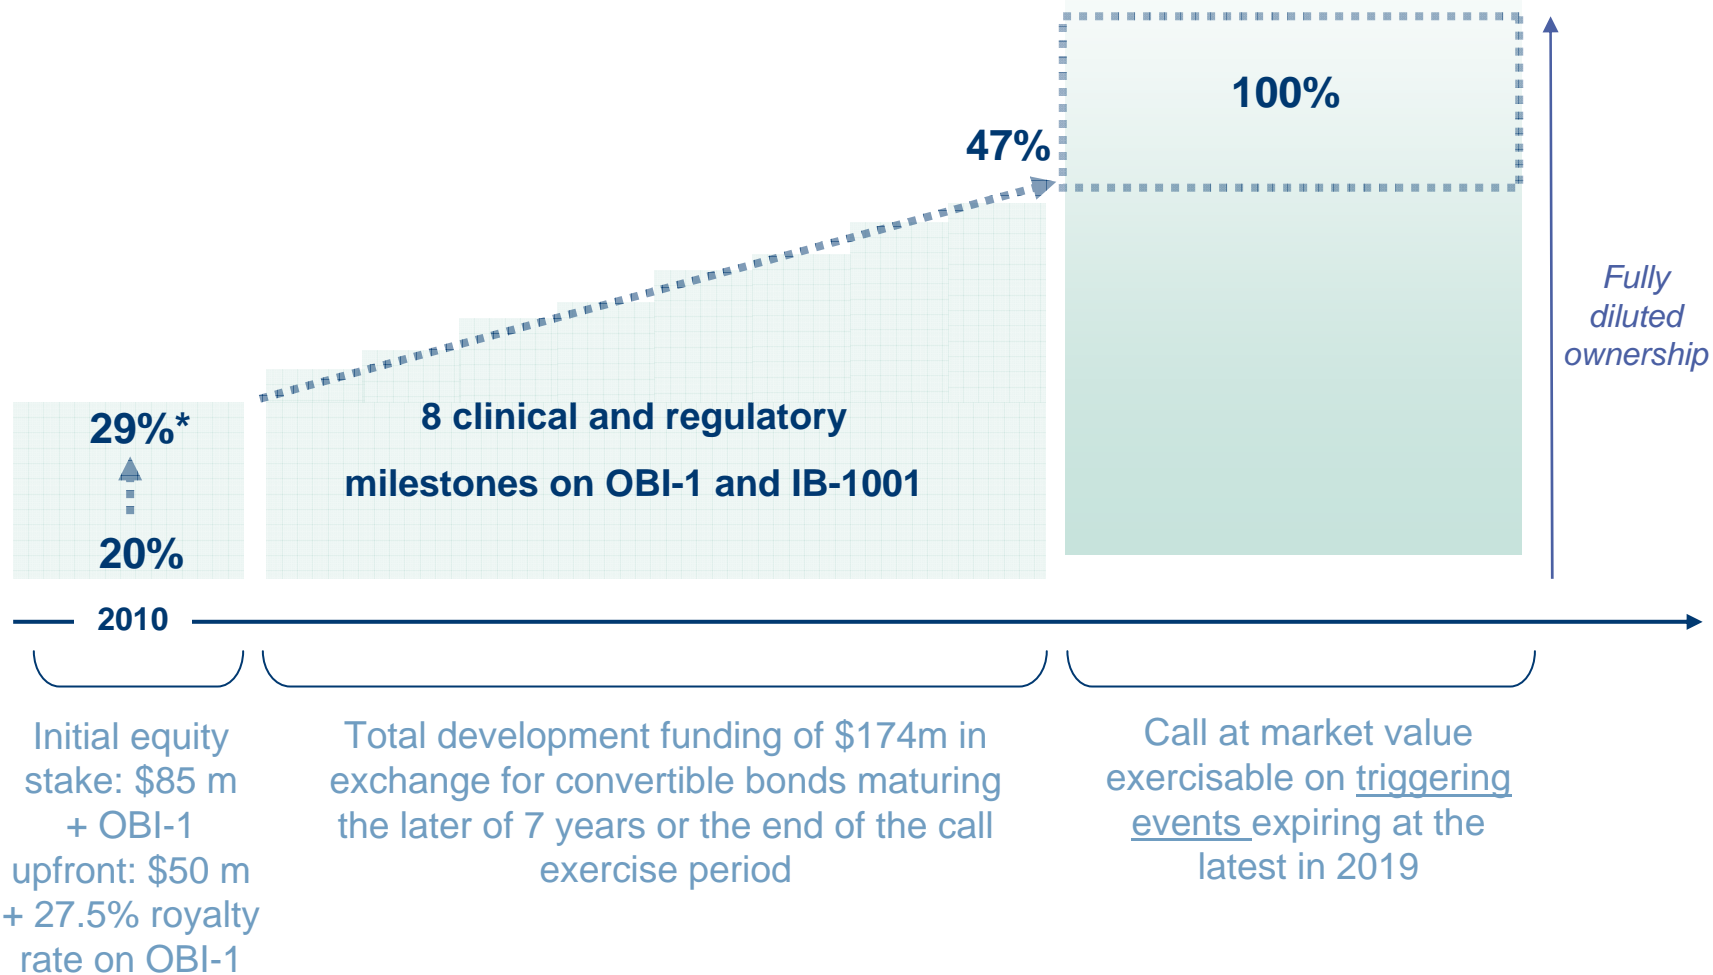 100%
47%
Fully
diluted
ownership
29%*
20%
8 clinical and regulatory
milestones on OBI-1 and IB-1001
2010
Initial equity
stake: $85 m
+ OBI-1
upfront: $50 m
+ 27.5% royalty
rate on OBI-1
Total development funding of $174m in
exchange for convertible bonds maturing
the later of 7 years or the end of the call
exercise period
Call at market value
exercisable on triggering
events expiring at the
latest in 2019